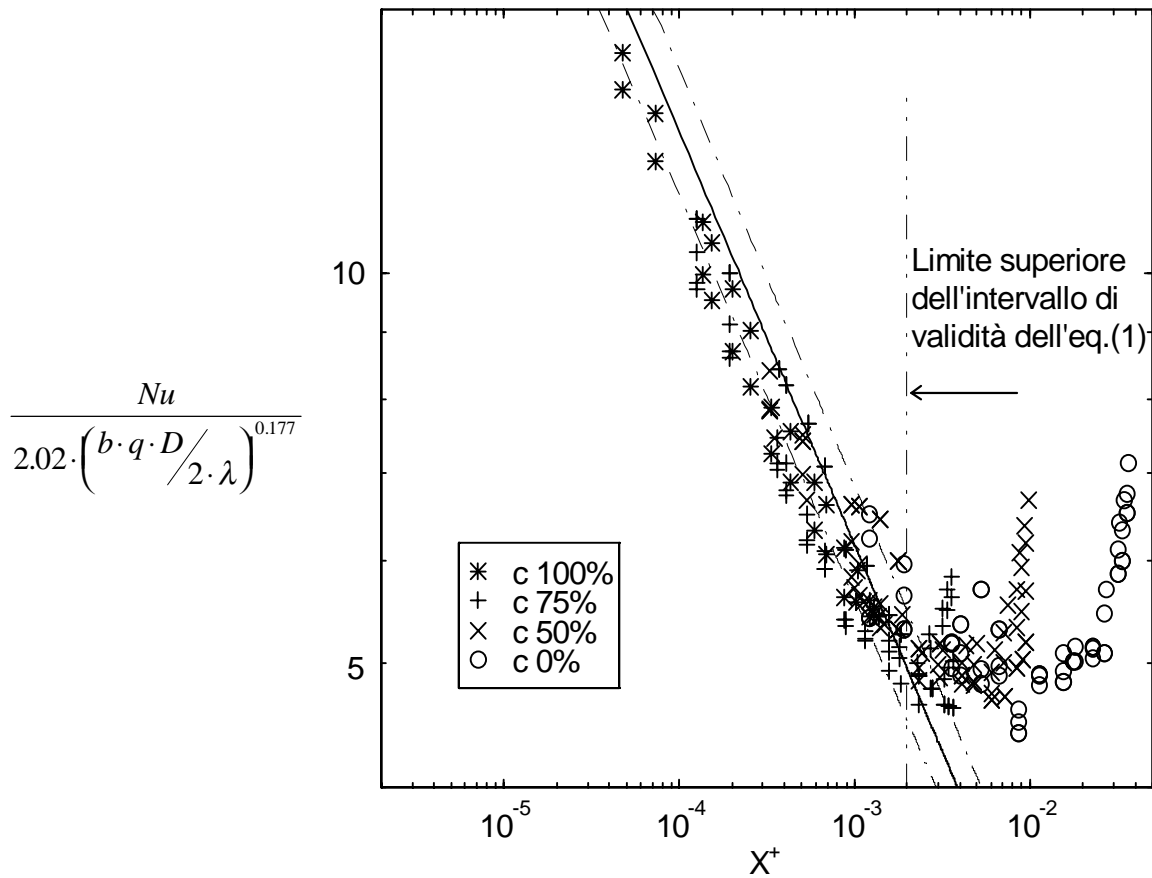 10
5
Nu
2.02·(b·q·D/2·λ)^0.177
Limite superiore
dell'intervallo di
validità dell'eq.(1)
c 100%
c 75%
c 50%
c 0%
10^-5 10^-4 10^-3 10^-2
X^+